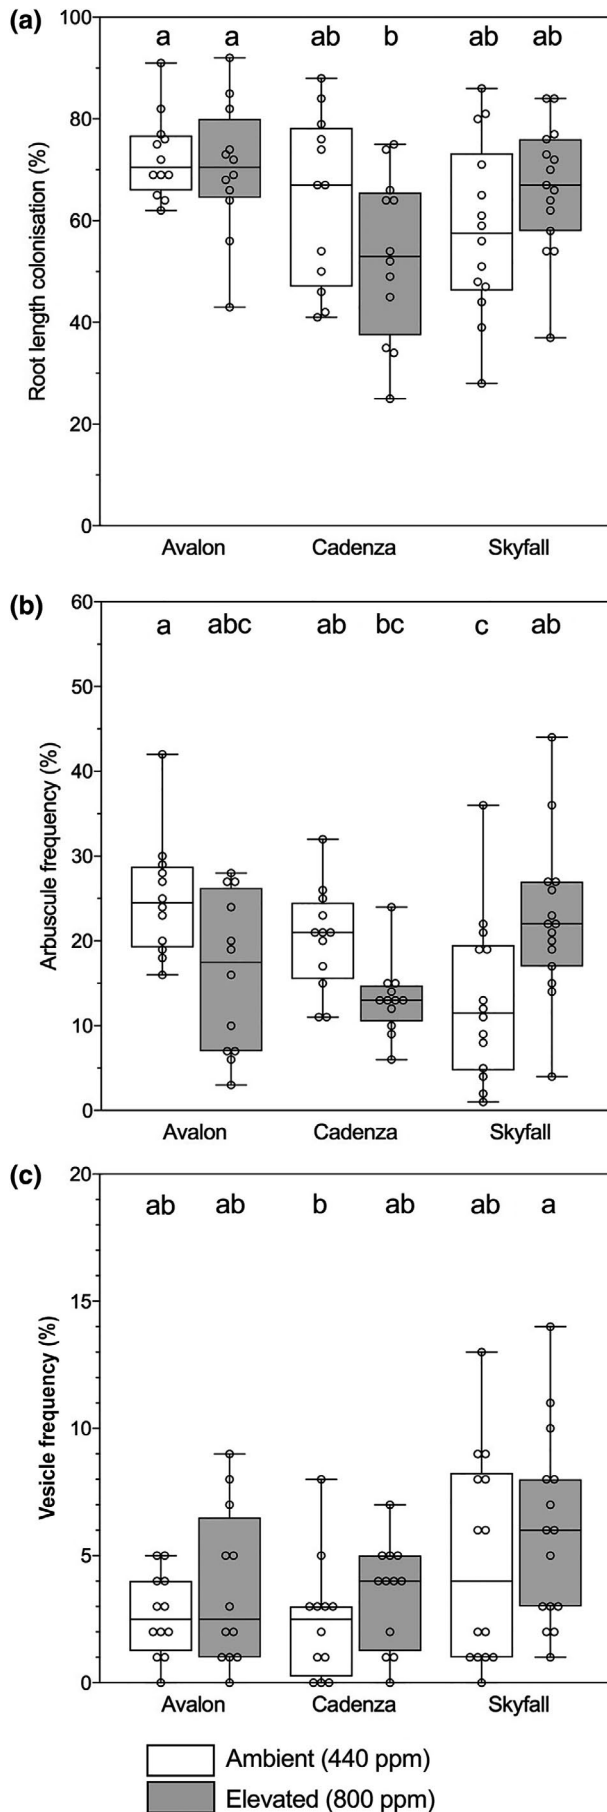 (a)
100
80
60
40
20
0
Root length colonisation (%)
a a ab b ab ab
Avalon Cadenza Skyfall
(b)
60
50
40
30
20
10
0
Arbuscule frequency (%)
a abc ab bc c ab
Avalon Cadenza Skyfall
(c)
20
15
10
5
0
Vesicle frequency (%)
ab ab b ab ab a
Avalon Cadenza Skyfall
Ambient (440 ppm)
Elevated (800 ppm)